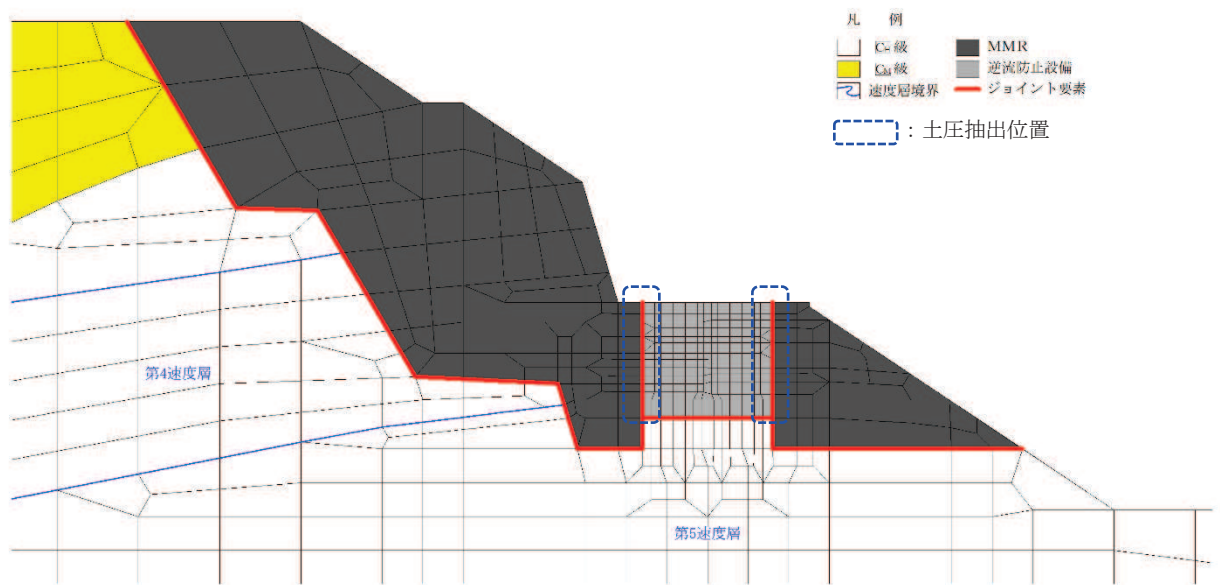 凡 例
CH級
MMR
CM級
逆流防止設備
速度層境界
ジョイント要素
：土圧抽出位置
第4速度層
第5速度層